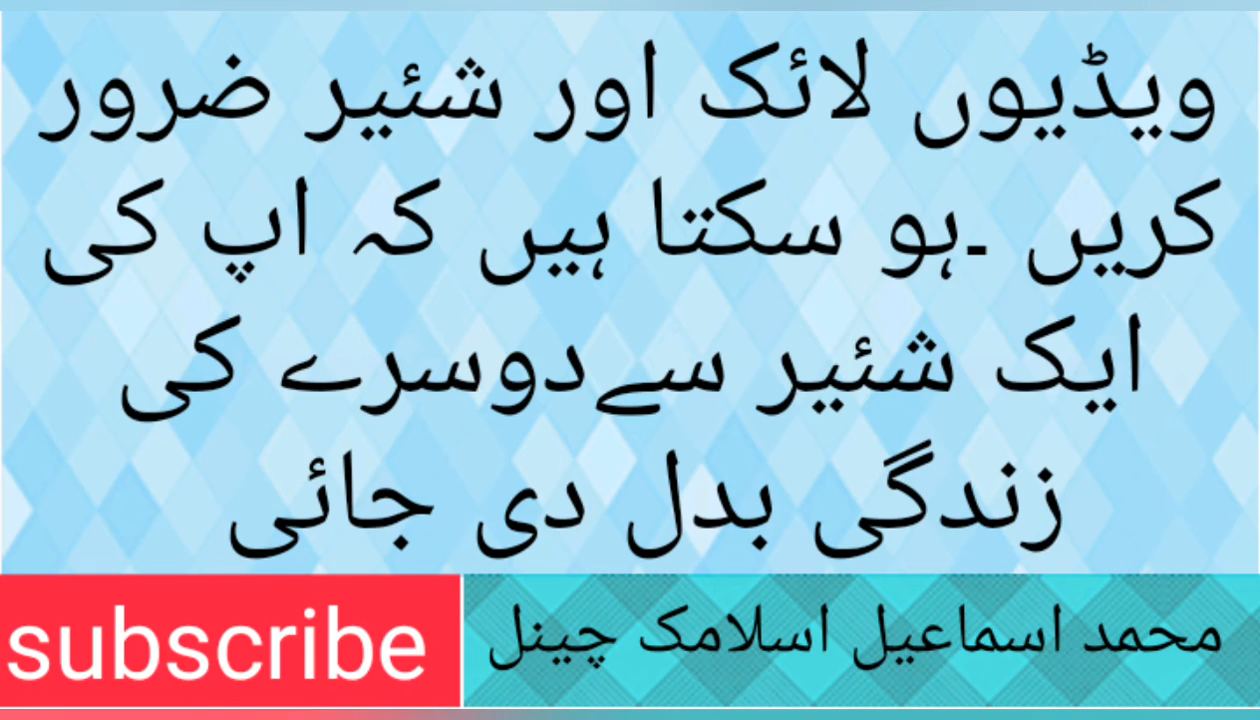 ویڈیوں لائک اور شئیر ضرور
کریں ۔ہو سکتا ہیں کہ اپ کی
ایک شئیر سےدوسرے کی
زندگی بدل دی جائی
subscribe
محمد اسماعیل اسلامک چینل